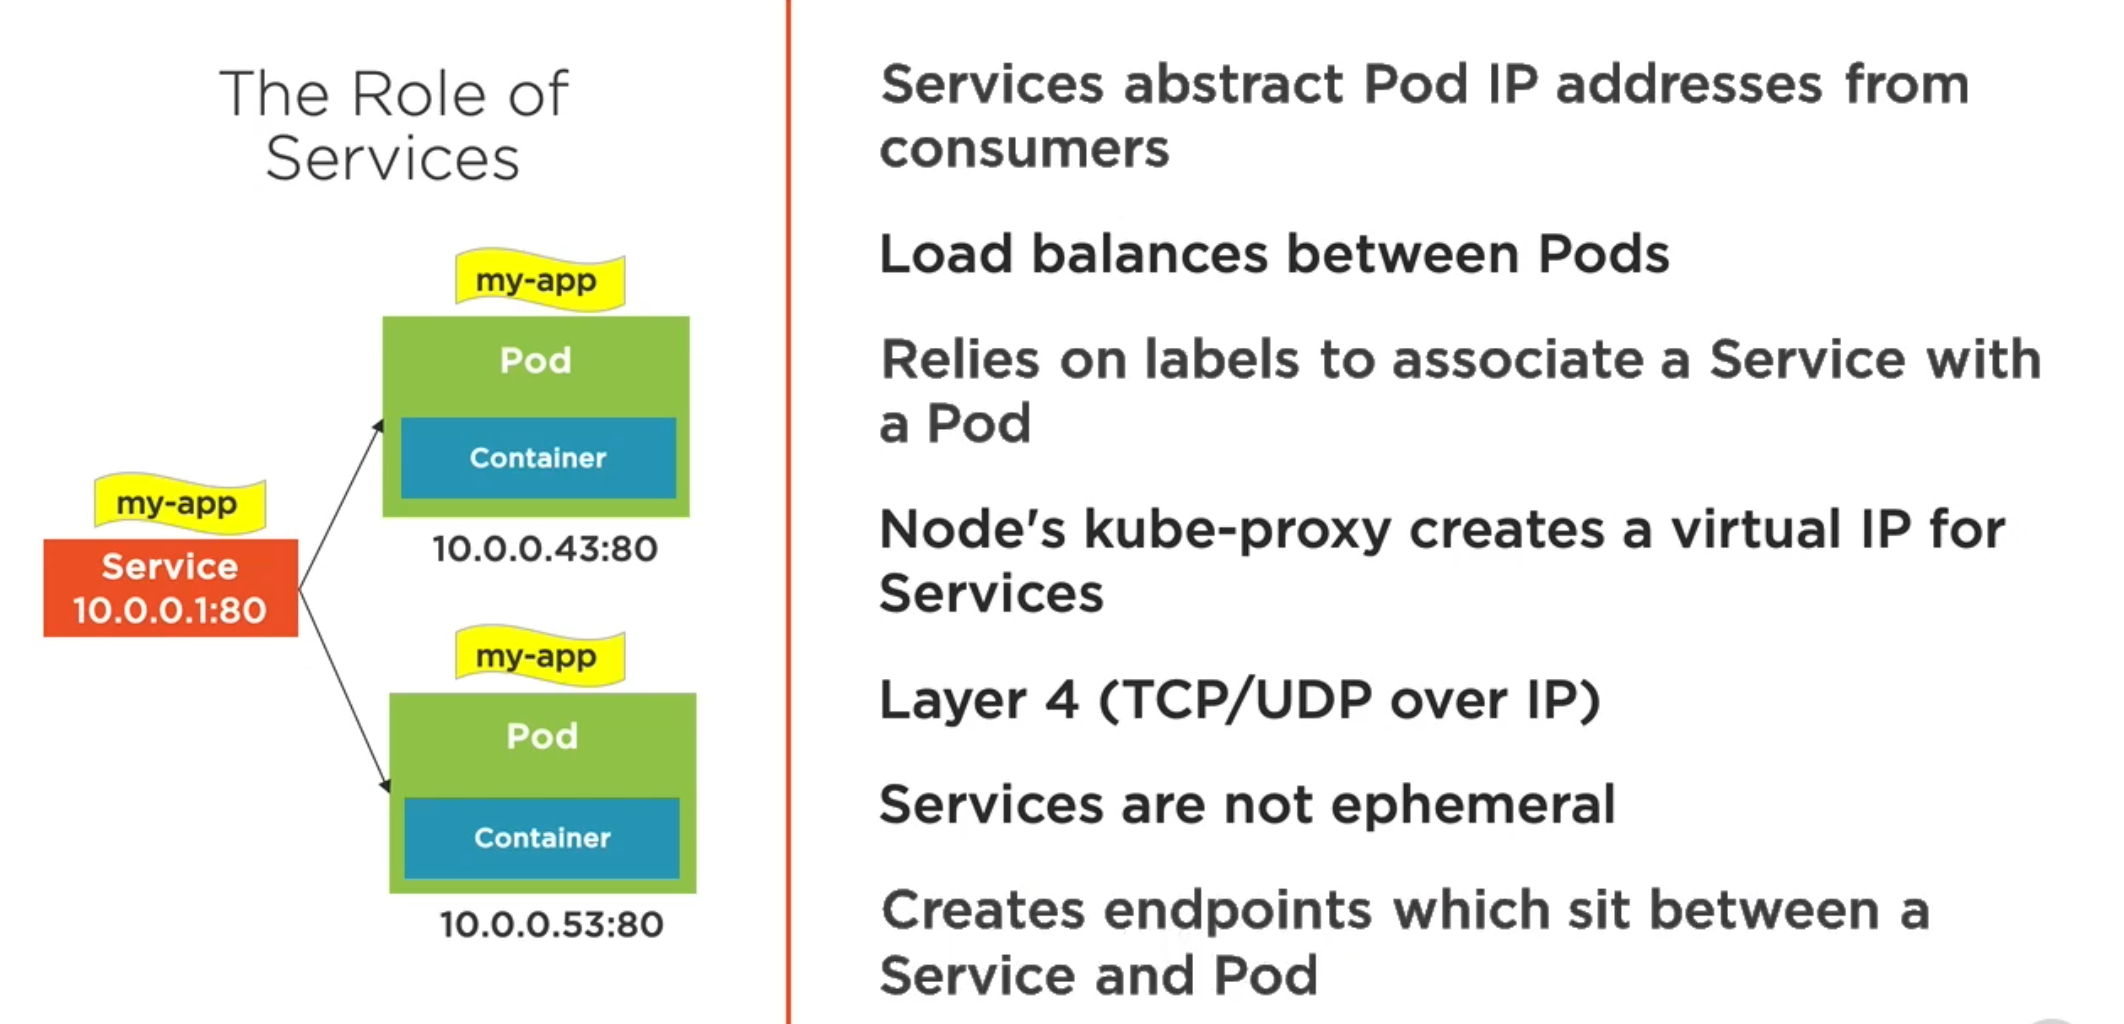 The Role of
Services
my-app
Pod
Container
10.0.0.43:80
my-app
Service
10.0.0.1:80
my-app
Pod
Container
10.0.0.53:80
Services abstract Pod IP addresses from
consumers
Load balances between Pods
Relies on labels to associate a Service with
a Pod
Node's kube-proxy creates a virtual IP for
Services
Layer 4 (TCP/UDP over IP)
Services are not ephemeral
Creates endpoints which sit between a
Service and Pod